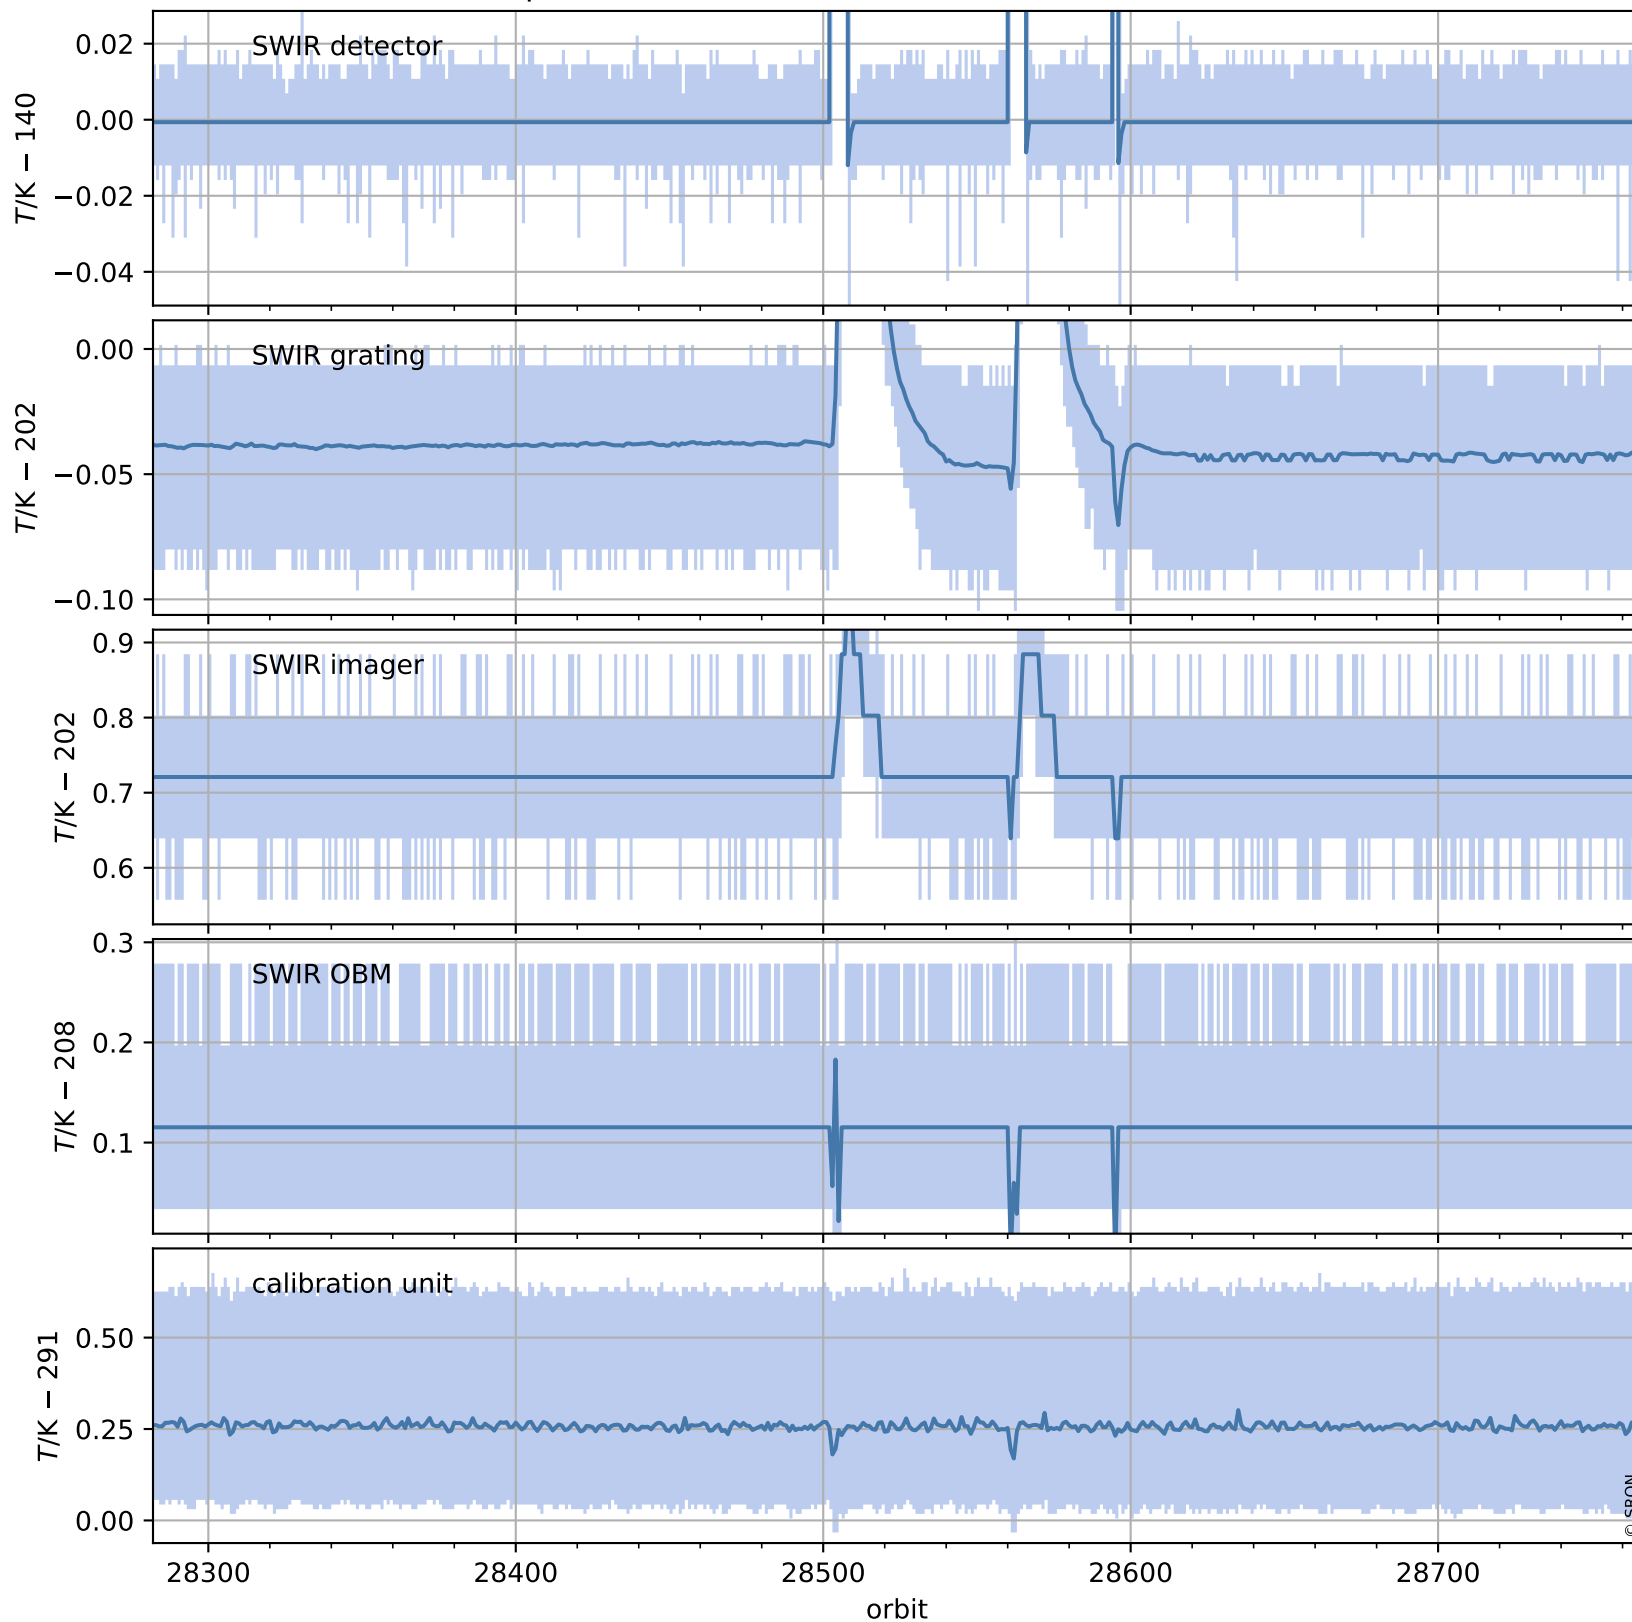 SWIR detector
T/K − 140
0.02
0.00
−0.02
−0.04
SWIR grating
T/K − 202
0.00
−0.05
−0.10
SWIR imager
T/K − 202
0.9
0.8
0.7
0.6
SWIR OBM
T/K − 208
0.3
0.2
0.1
calibration unit
T/K − 291
0.50
0.25
0.00
© SRON
28300 28400 28500 28600 28700
orbit